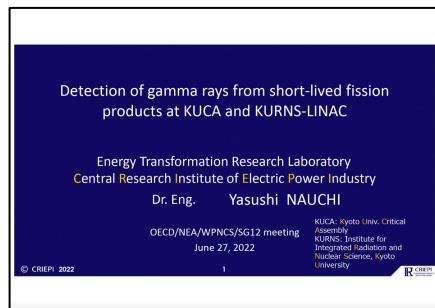 Detection of gamma rays from short-lived fission
products at KUCA and KURNS-LINAC
Energy Transformation Research Laboratory
Central Research Institute of Electric Power Industry
Dr. Eng. Yasushi NAUCHI
OECD/NEA/WPNCS/SG12 meeting
June 27, 2022
KUCA: Kyoto Univ. Critical
Assembly
KURNS: Institute for
Integrated Radiation and
Nuclear Science, Kyoto
University
© CRIEPI 2022
1
CRIEPI